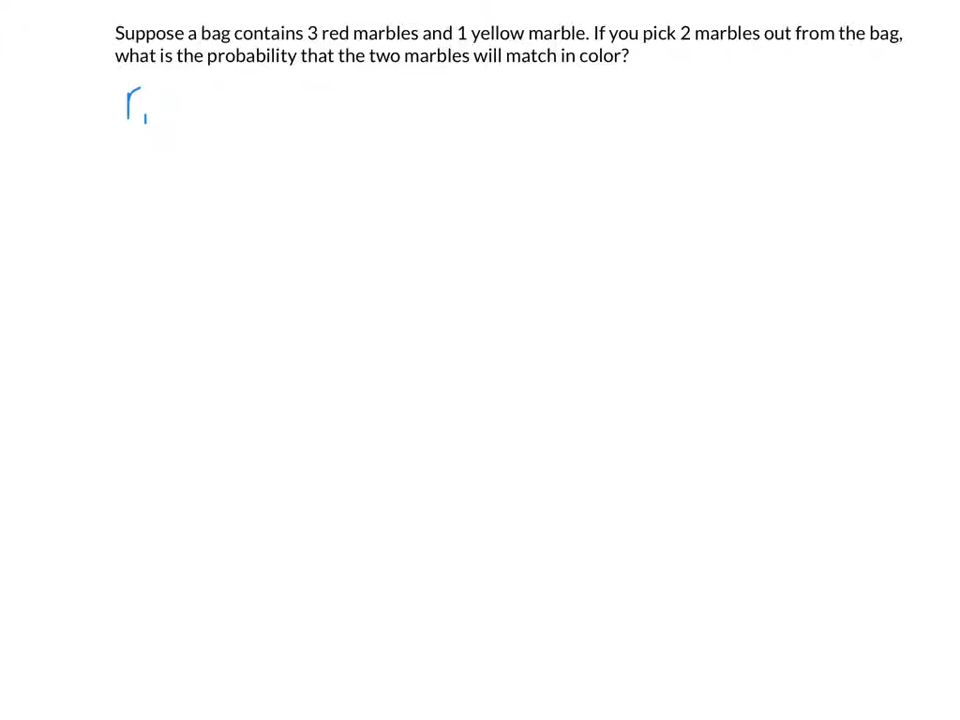 Suppose a bag contains 3 red marbles and 1 yellow marble. If you pick 2 marbles out from the bag,
what is the probability that the two marbles will match in color?
r₁